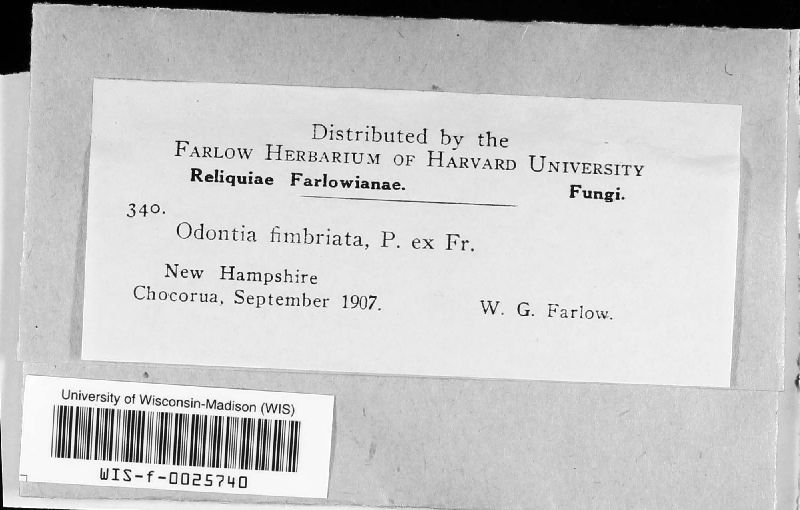 Distributed by the
FARLOW HERBARIUM OF HARVARD UNIVERSITY
Reliquiae Farlowianae. Fungi.
340.
Odontia fimbriata, P. ex Fr.
New Hampshire
Chocorua, September 1907. W. G. Farlow.
University of Wisconsin-Madison (WIS)
WIS-f-0025740